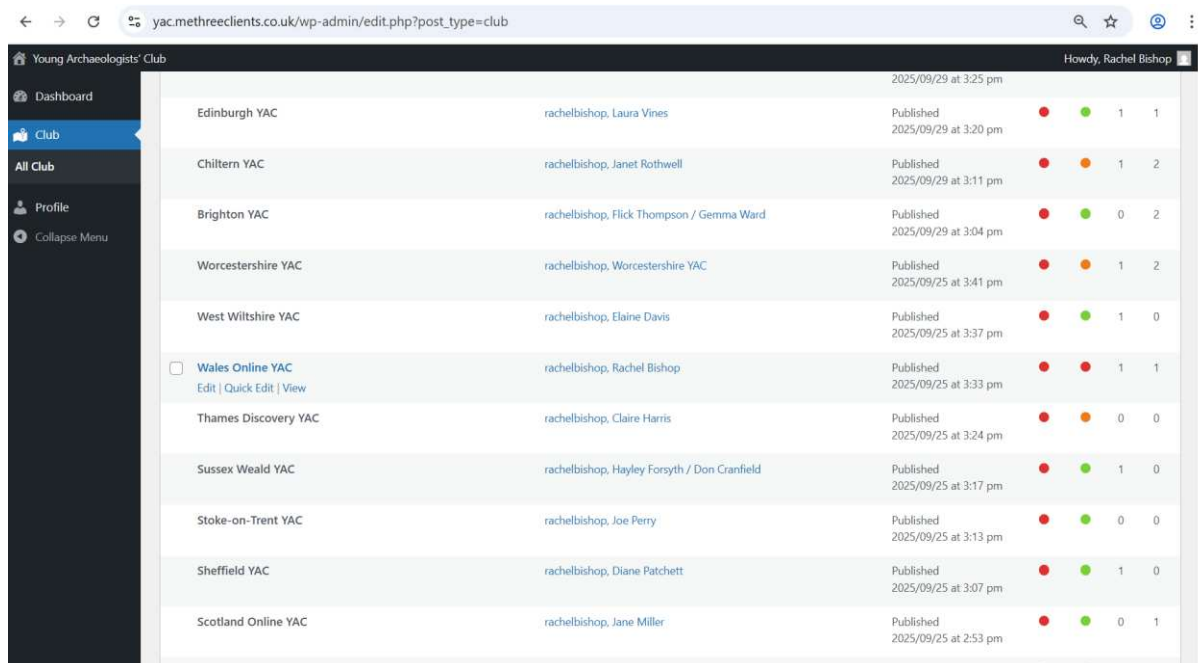 yac.methreeclients.co.uk/wp-admin/edit.php?post_type=club
Young Archaeologists' Club
Howdy, Rachel Bishop
Dashboard
Club
All Club
Profile
Collapse Menu
2025/09/29 at 3:25 pm
Edinburgh YAC rachelbishop, Laura Vines Published 1 1
2025/09/29 at 3:20 pm
Chiltern YAC rachelbishop, Janet Rothwell Published 1 2
2025/09/29 at 3:11 pm
Brighton YAC rachelbishop, Flick Thompson / Gemma Ward Published 0 2
2025/09/29 at 3:04 pm
Worcestershire YAC rachelbishop, Worcestershire YAC Published 1 2
2025/09/25 at 3:41 pm
West Wiltshire YAC rachelbishop, Elaine Davis Published 1 0
2025/09/25 at 3:37 pm
Wales Online YAC rachelbishop, Rachel Bishop Published 1 1
Edit | Quick Edit | View 2025/09/25 at 3:33 pm
Thames Discovery YAC rachelbishop, Claire Harris Published 0 0
2025/09/25 at 3:24 pm
Sussex Weald YAC rachelbishop, Hayley Forsyth / Don Cranfield Published 1 0
2025/09/25 at 3:17 pm
Stoke-on-Trent YAC rachelbishop, Joe Perry Published 0 0
2025/09/25 at 3:13 pm
Sheffield YAC rachelbishop, Diane Patchett Published 1 0
2025/09/25 at 3:07 pm
Scotland Online YAC rachelbishop, Jane Miller Published 0 1
2025/09/25 at 2:53 pm